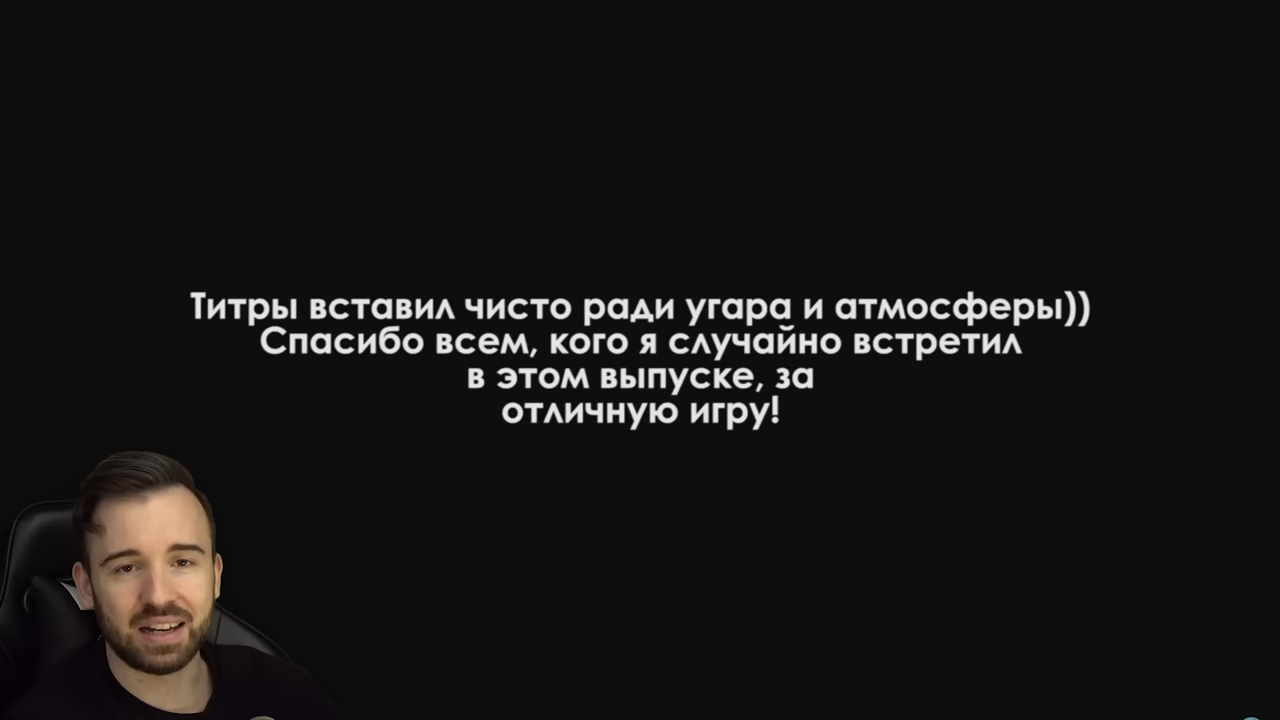 Титры вставил чисто ради угара и атмосферы))
Спасибо всем, кого я случайно встретил
в этом выпуске, за
отличную игру!